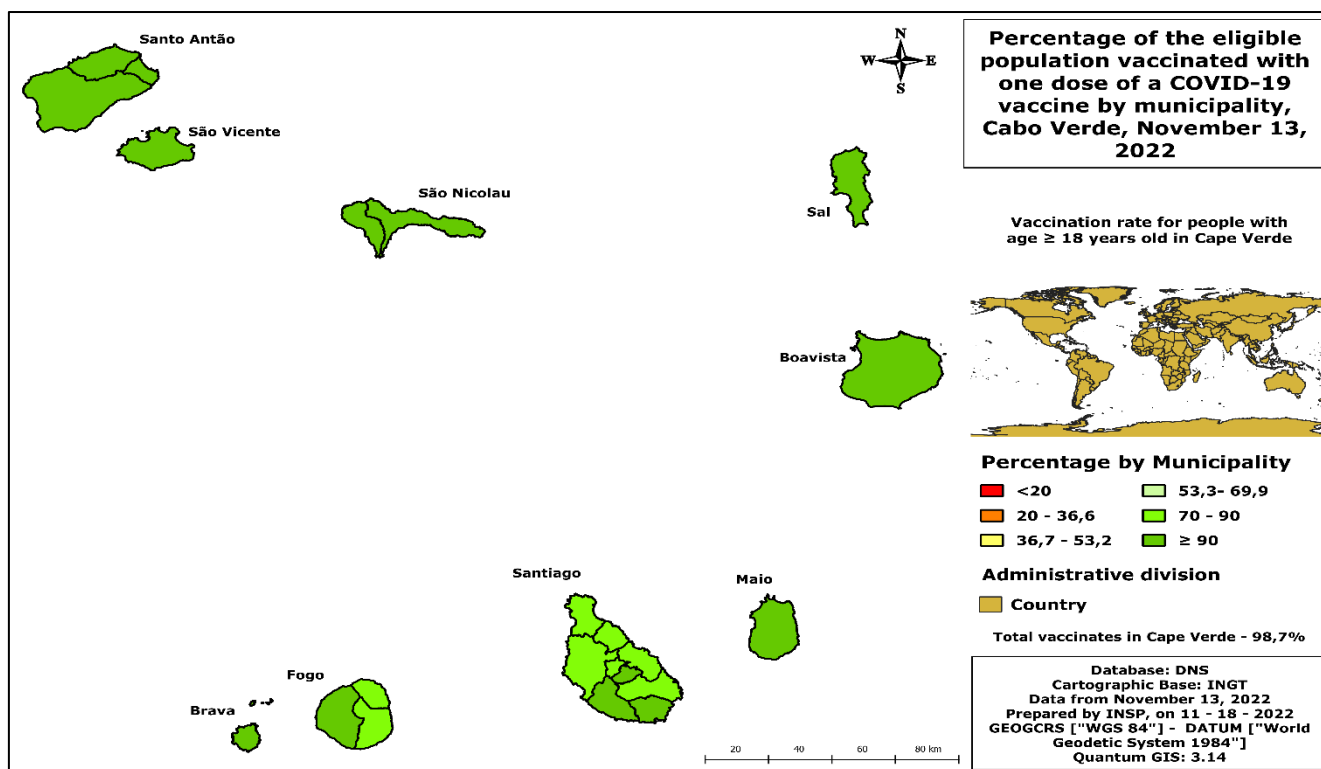 Percentage of the eligible
population vaccinated with
one dose of a COVID-19
vaccine by municipality,
Cabo Verde, November 13,
2022
Santo Antão
São Vicente
São Nicolau
Sal
Boavista
Santiago
Maio
Fogo
Brava
N
W E
S
Vaccination rate for people with
age ≥ 18 years old in Cape Verde
Percentage by Municipality
<20
20 - 36,6
36,7 - 53,2
53,3- 69,9
70 - 90
≥ 90
Administrative division
Country
Total vaccinates in Cape Verde - 98,7%
Database: DNS
Cartographic Base: INGT
Data from November 13, 2022
Prepared by INSP, on 11 - 18 - 2022
GEOGCRS ["WGS 84"] - DATUM ["World
Geodetic System 1984"]
Quantum GIS: 3.14
20 40 60 80 km